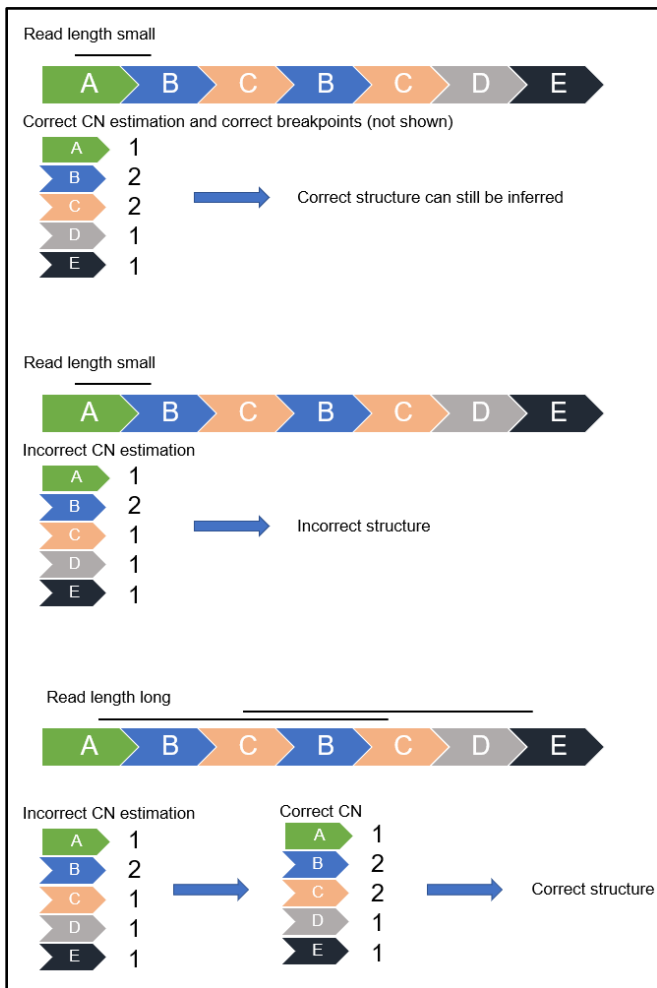 Read length small
A B C B C D E
Correct CN estimation and correct breakpoints (not shown)
A 1
B 2
C 2 Correct structure can still be inferred
D 1
E 1
Read length small
A B C B C D E
Incorrect CN estimation
A 1
B 2
C 1 Incorrect structure
D 1
E 1
Read length long
A B C B C D E
Incorrect CN estimation Correct CN
A 1 A 1
B 2 B 2
C 1 C 2 Correct structure
D 1 D 1
E 1 E 1